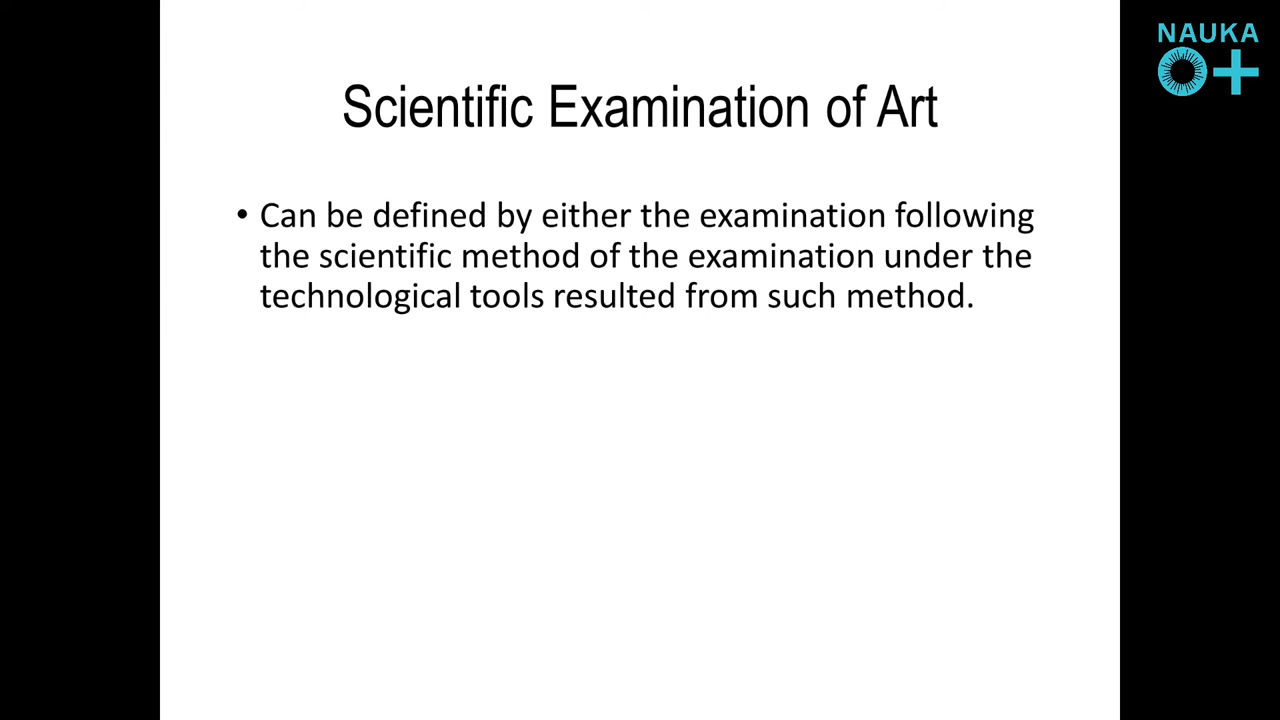 NAUKA
0+
Scientific Examination of Art
• Can be defined by either the examination following
the scientific method of the examination under the
technological tools resulted from such method.